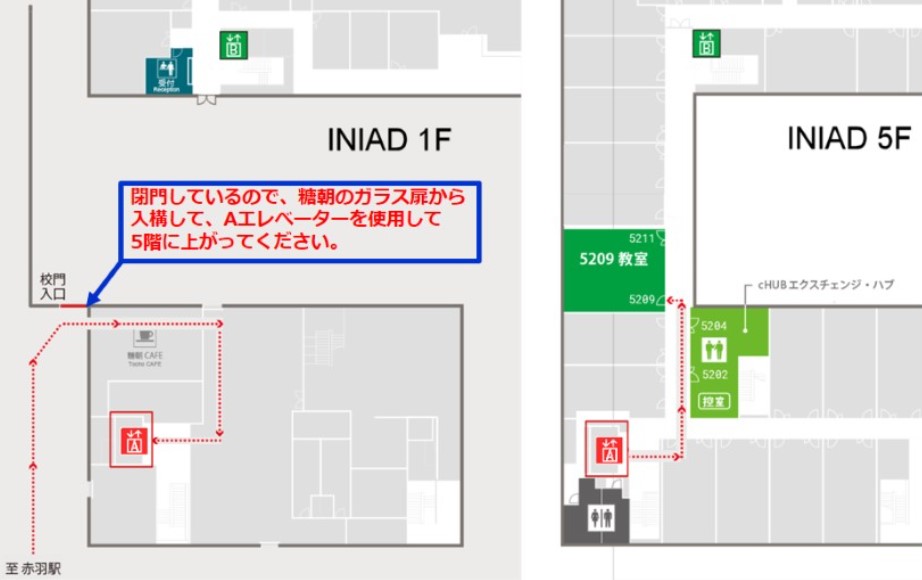 B
受付
Reception
INIAD 1F
閉門しているので、糖朝のガラス扉から
入構して、Aエレベーターを使用して
5階に上がってください。
校門
入口
糖朝 CAFE
A
至 赤羽駅
B
INIAD 5F
5211
5209 教室
5209
cHUB エクスチェンジ・ハブ
5204
5202
控室
A